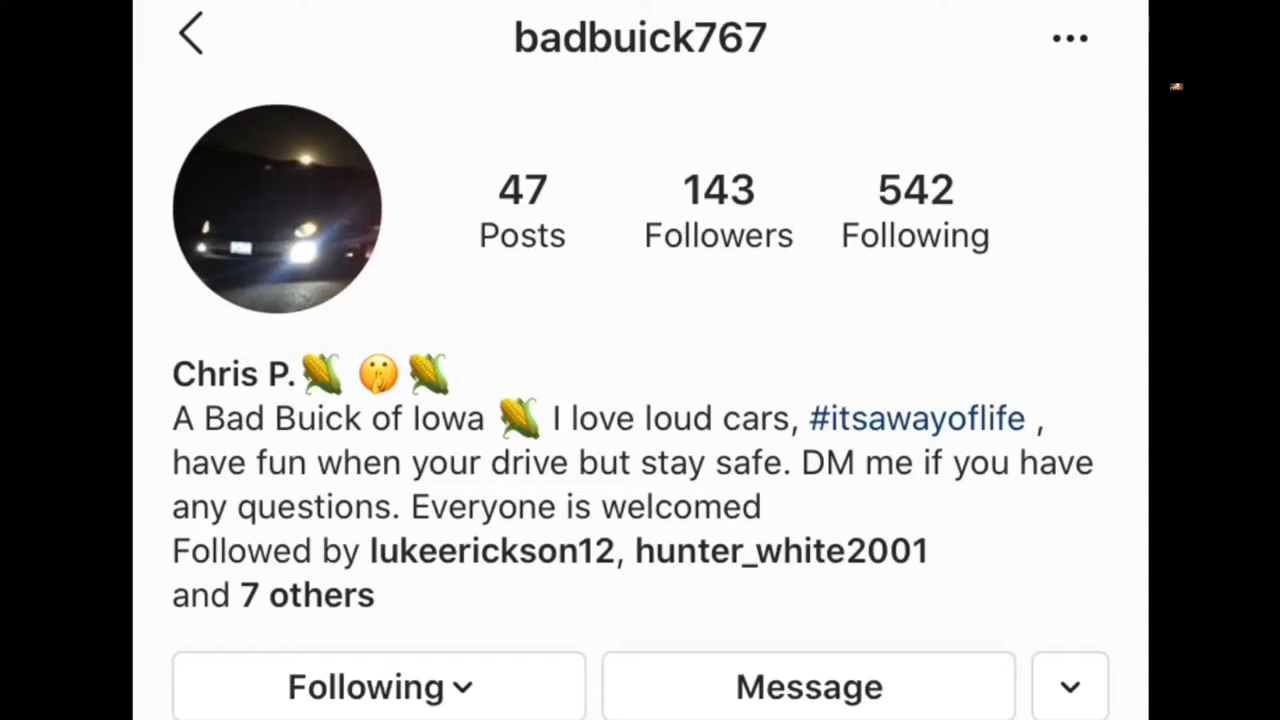 badbuick767
47 143 542
Posts Followers Following
Chris P.🌽 🤫 🌽
A Bad Buick of Iowa 🌽 I love loud cars, #itsawayoflife ,
have fun when your drive but stay safe. DM me if you have
any questions. Everyone is welcomed
Followed by lukeerickson12, hunter_white2001
and 7 others
Following Message